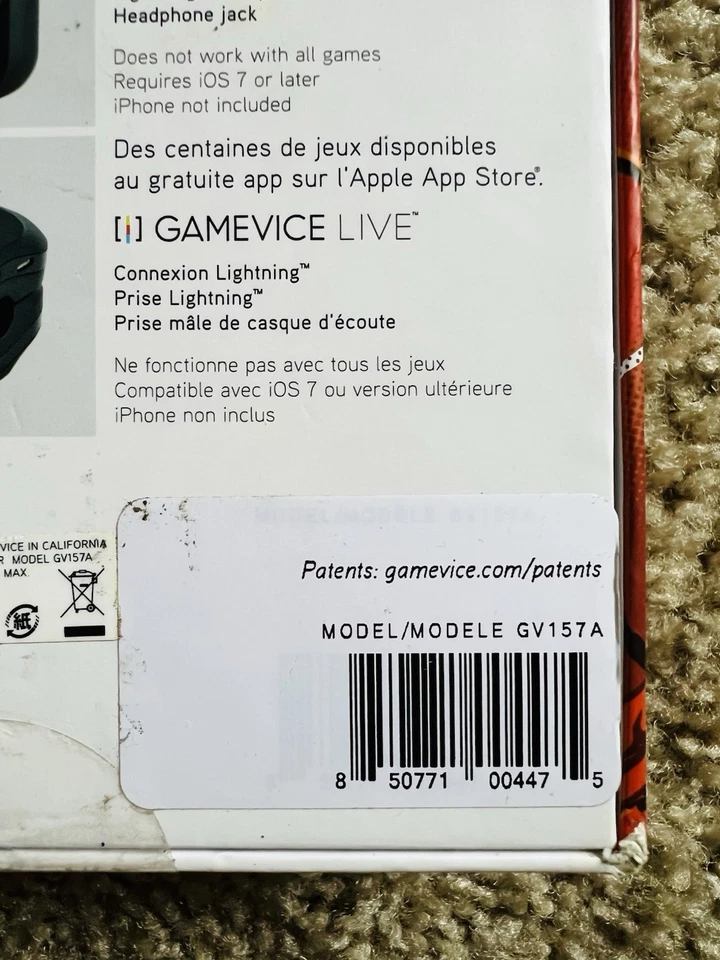 Headphone jack
Does not work with all games
Requires iOS 7 or later
iPhone not included
Des centaines de jeux disponibles
au gratuite app sur l'Apple App Store®.
[¦] GAMEVICE LIVE™
Connexion Lightning™
Prise Lightning™
Prise mâle de casque d'écoute
Ne fonctionne pas avec tous les jeux
Compatible avec iOS 7 ou version ultérieure
iPhone non inclus
VICE IN CALIFORNIA
R MODEL GV157A
MAX.
紙
Patents: gamevice.com/patents
MODEL/MODELE GV157A
8 50771 00447 5